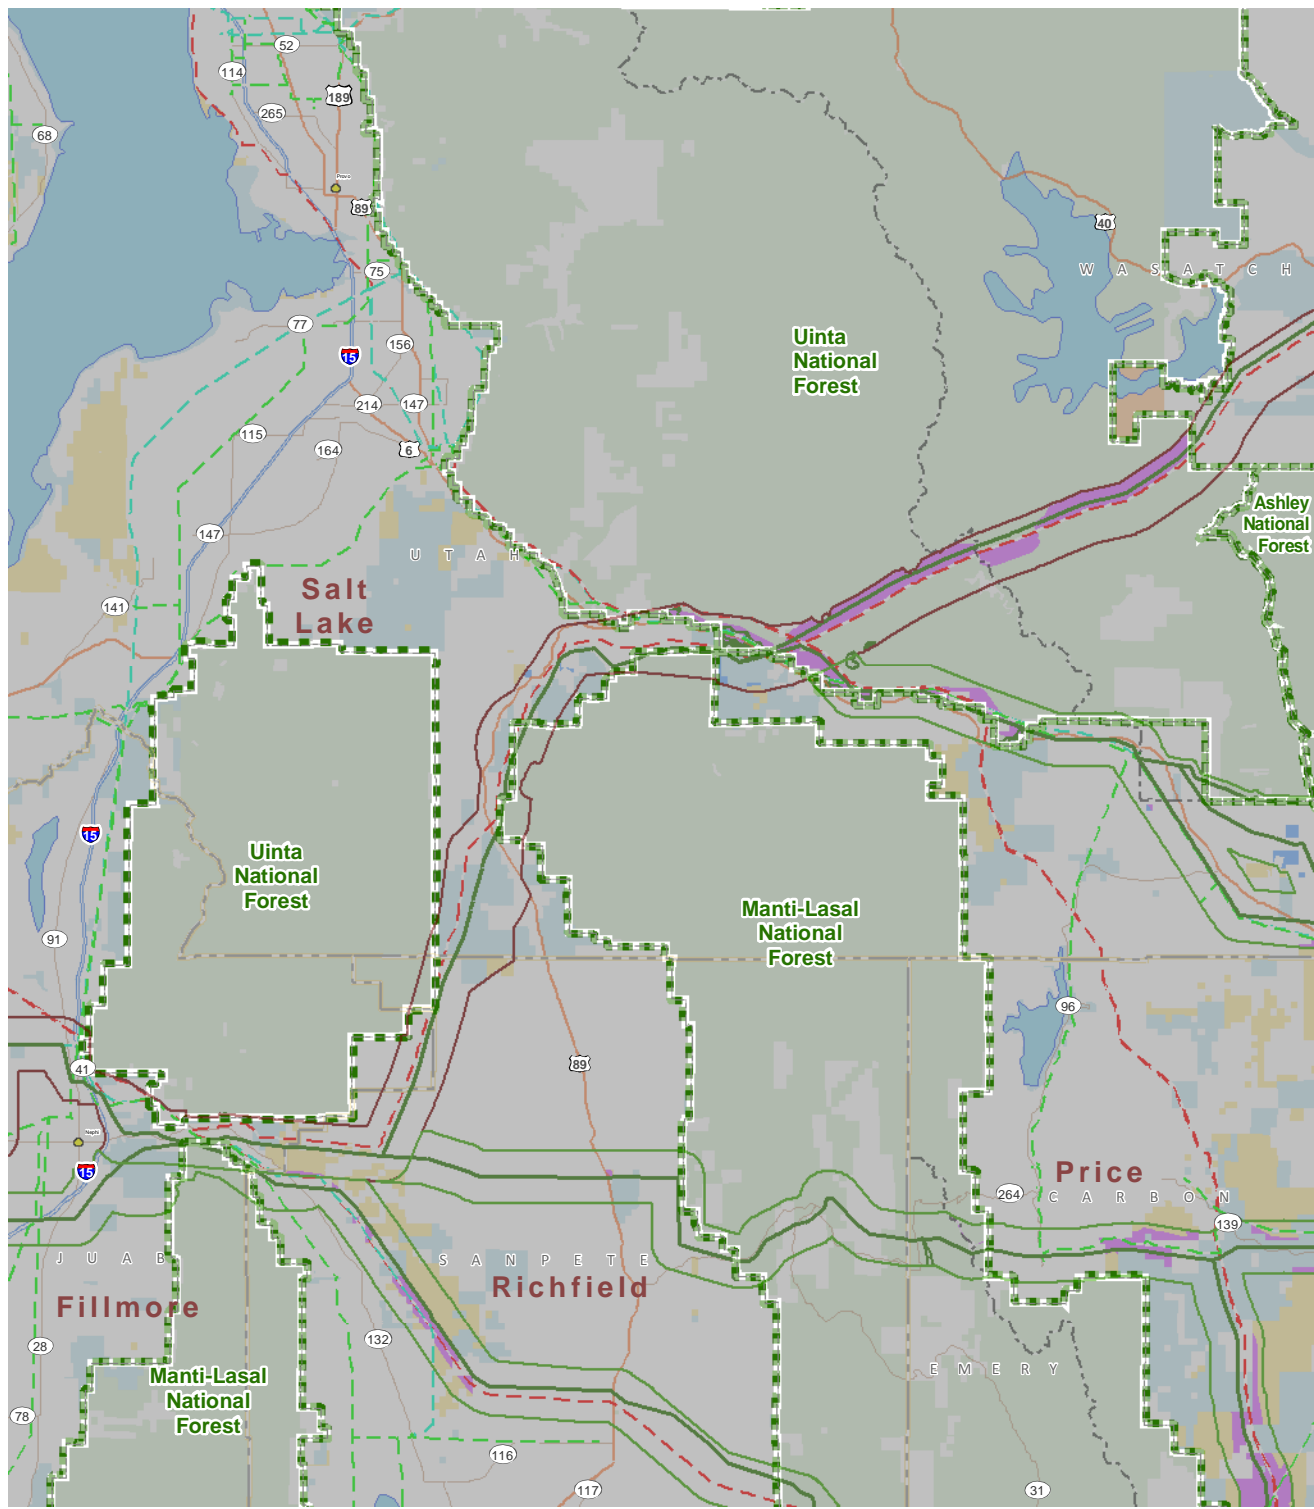 52
114
189
265
68
Provo
89
40
75
W A S A T C H
77
15
156
Uinta
National
Forest
214
147
115
164
6
Ashley
National
Forest
147
U T A H
Salt
Lake
141
15
Uinta
National
Forest
Manti-Lasal
National
Forest
91
96
89
41
Nephi
15
Price
264
C A R B O N
139
J U A B
S A N P E T E
Richfield
Fillmore
132
28
Manti-Lasal
National
Forest
E M E R Y
78
116
117
31